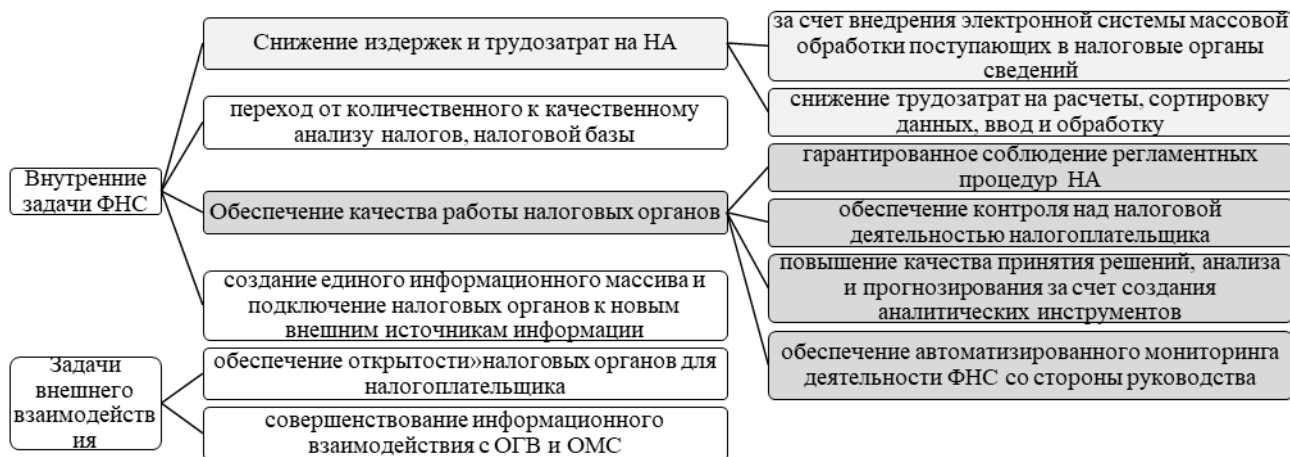 Внутренние
задачи ФНС
Снижение издержек и трудозатрат на НА
за счет внедрения электронной системы массовой
обработки поступающих в налоговые органы
сведений
снижение трудозатрат на расчеты, сортировку
данных, ввод и обработку
переход от количественного к качественному
анализу налогов, налоговой базы
Обеспечение качества работы налоговых органов
гарантированное соблюдение регламентных
процедур НА
обеспечение контроля над налоговой
деятельностью налогоплательщика
повышение качества принятия решений, анализа
и прогнозирования за счет создания
аналитических инструментов
обеспечение автоматизированного мониторинга
деятельности ФНС со стороны руководства
создание единого информационного массива и
подключение налоговых органов к новым
внешним источникам информации
Задачи
внешнего
взаимодейств
ия
обеспечение открытости»налоговых органов для
налогоплательщика
совершенствование информационного
взаимодействия с ОГВ и ОМС